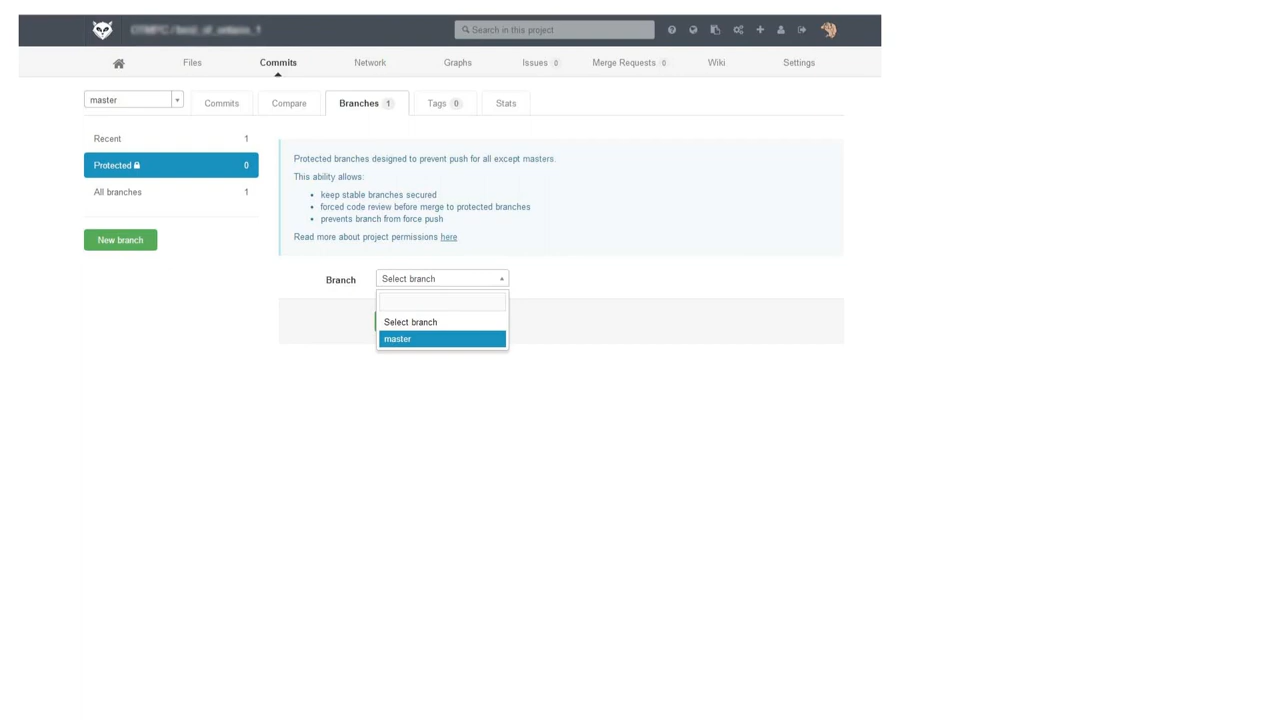 Search in this project
Files
Commits
Network
Graphs
Issues 0
Merge Requests 0
Wiki
Settings
master
Commits
Compare
Branches 1
Tags 0
Stats
Recent 1
Protected 0
All branches 1
New branch
Protected branches designed to prevent push for all except masters.
This ability allows:
• keep stable branches secured
• forced code review before merge to protected branches
• prevents branch from force push
Read more about project permissions here
Branch
Select branch
Select branch
master